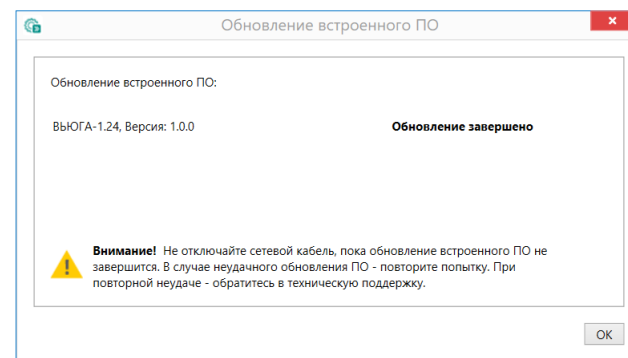 Обновление встроенного ПО
Обновление встроенного ПО:
ВЬЮГА-1.24, Версия: 1.0.0 Обновление завершено
Внимание! Не отключайте сетевой кабель, пока обновление встроенного ПО не
завершится. В случае неудачного обновления ПО - повторите попытку. При
повторной неудаче - обратитесь в техническую поддержку.
ОК